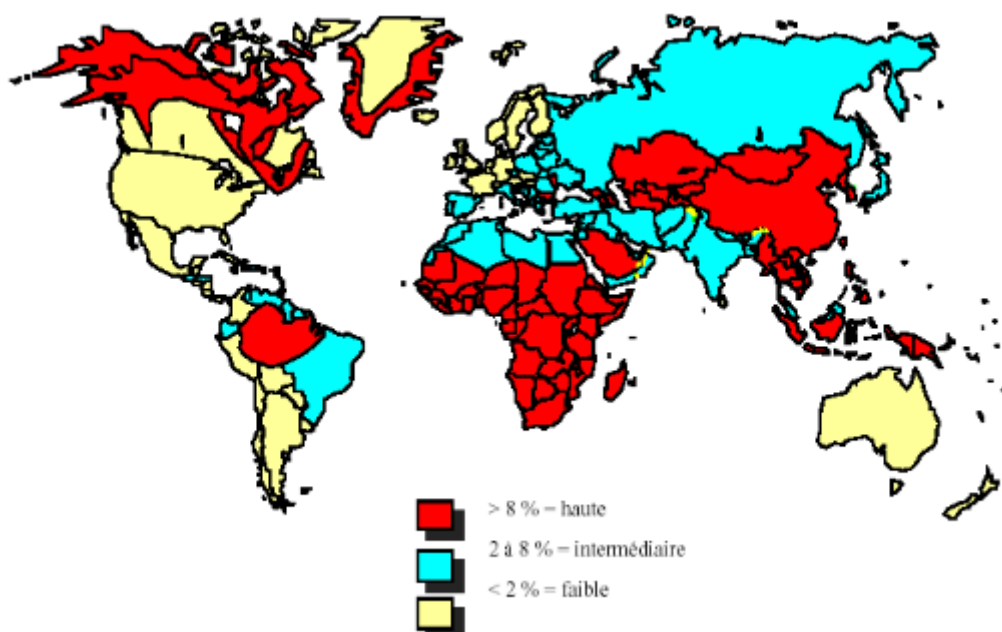 > 8 % = haute
2 à 8 % = intermédiaire
< 2 % = faible